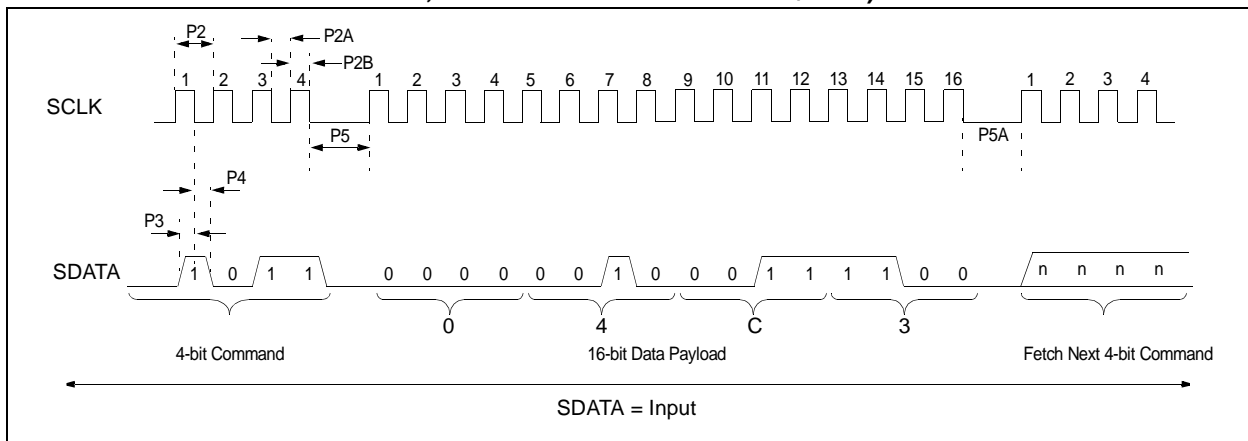 P2
P2A
P2B
1 2 3 4 1 2 3 4 5 6 7 8 9 10 11 12 13 14 15 16 1 2 3 4
SCLK
P5
P5A
P4
P3
SDATA
1 0 1 1 0 0 0 0 0 0 1 0 0 0 1 1 1 1 0 0 n n n n
0 4 C 3
4-bit Command 16-bit Data Payload Fetch Next 4-bit Command
SDATA = Input